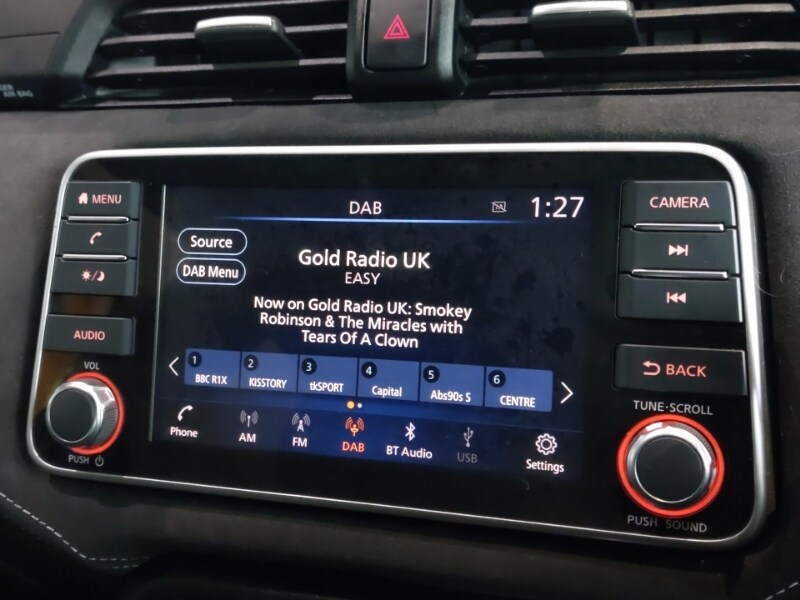 AIR BAG
MENU
AUDIO
VOL
PUSH
DAB
1:27
Source
DAB Menu
Gold Radio UK
EASY
Now on Gold Radio UK: Smokey
Robinson & The Miracles with
Tears Of A Clown
1 BBC R1X
2 KISSTORY
3 tkSPORT
4 Capital
5 Abs90s S
6 CENTRE
Phone
AM
FM
DAB
BT Audio
USB
Settings
CAMERA
BACK
TUNE·SCROLL
PUSH SOUND